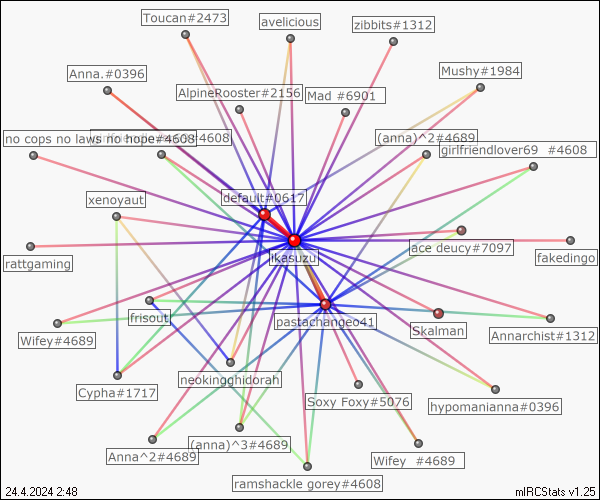 Toucan#2473
avelicious
zibbits#1312
Anna.#0396
Mushy#1984
AlpineRooster#2156
Mad #6901
no cops no laws no hope#4608
#4608
(anna)^2#4689
girlfriendlover69 #4608
xenoyaut
default#0617
ace deucy#7097
rattgaming
ikasuzu
fakedingo
frisout
pastachangeo41
Skalman
Wifey#4689
Annarchist#1312
neokingghidorah
Cypha#1717
Soxy Foxy#5076
hypomanianna#0396
(anna)^3#4689
Anna^2#4689
Wifey #4689
ramshackle gorey#4608
24.4.2024 2:48
mIRCStats v1.25